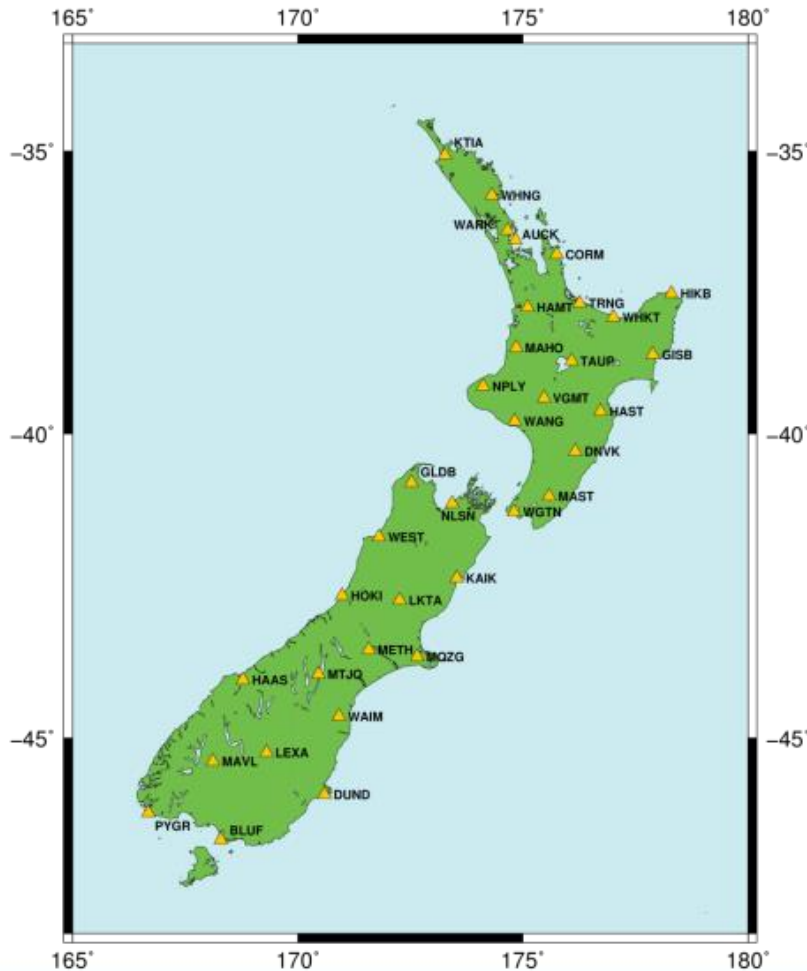 165˚ 170˚ 175˚ 180˚
KTIA
−35˚ −35˚
WHNG
WARK
AUCK
CORM
HIKB
TRNG
HAMT
WHKT
MAHO
GISB
TAUP
NPLY
VGMT
HAST
WANG
−40˚ −40˚
DNVK
GLDB
MAST
WGTN
NLSN
WEST
KAIK
HOKI
LKTA
METH
MQZG
MTJO
HAAS
WAIM
−45˚ −45˚
LEXA
MAVL
DUND
PYGR
BLUF
165˚ 170˚ 175˚ 180˚